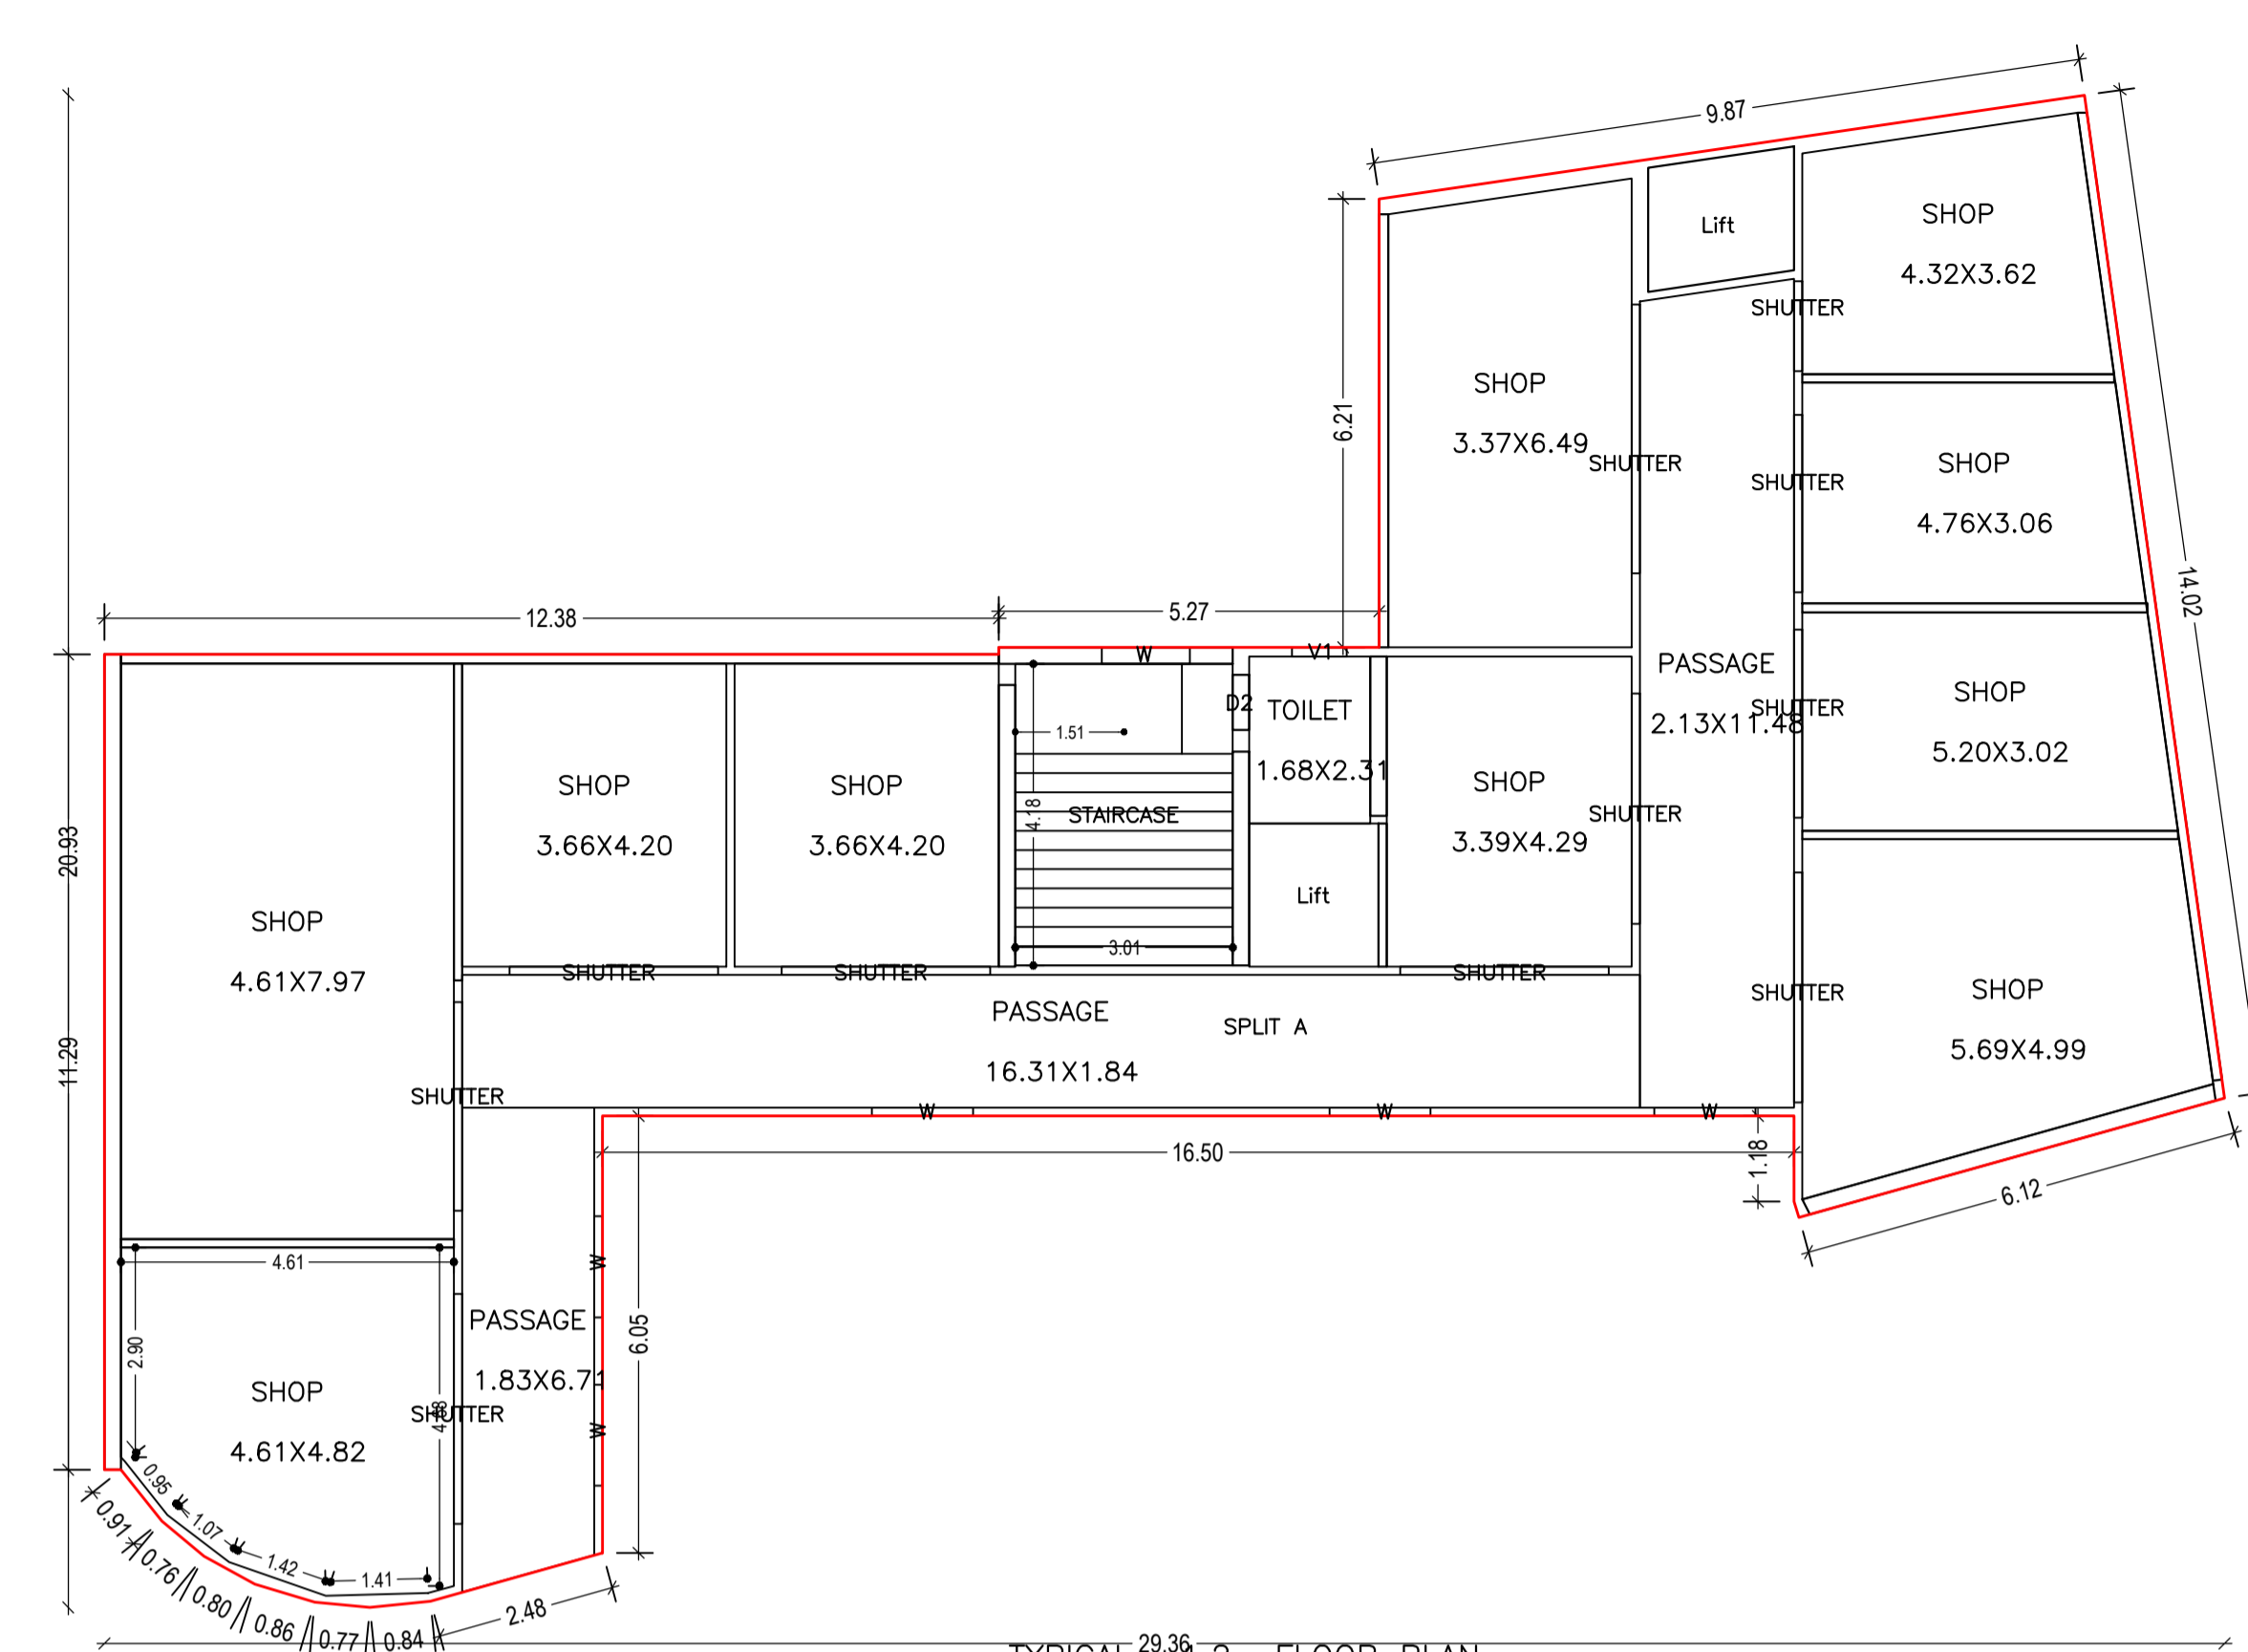 9.87
SHOP
4.32X3.62
Lift
SHUTTER
6.21
SHOP
3.37X6.49
SHUTTER
SHUTTER
SHOP
4.76X3.06
14.02
12.38
5.27
W
V1
D2
TOILET
1.68X2.31
1.51
4.18
STAIRCASE
3.01
Lift
PASSAGE
2.13X11.48
SHUTTER
SHOP
5.20X3.02
SHOP
3.66X4.20
SHUTTER
SHOP
3.66X4.20
SHUTTER
SHOP
3.39X4.29
SHUTTER
SHUTTER
20.93
11.29
SHOP
4.61X7.97
SHUTTER
PASSAGE
16.31X1.84
SPLIT A
SHUTTER
SHOP
5.69X4.99
W
W
W
16.50
1.18
6.12
4.61
2.90
SHOP
4.61X4.82
SHUTTER
PASSAGE
1.83X6.71
W
W
6.05
0.95
1.07
1.42
1.41
0.91
0.76
0.80
0.86
0.77
0.84
2.48
29.36
FLOOR PLAN